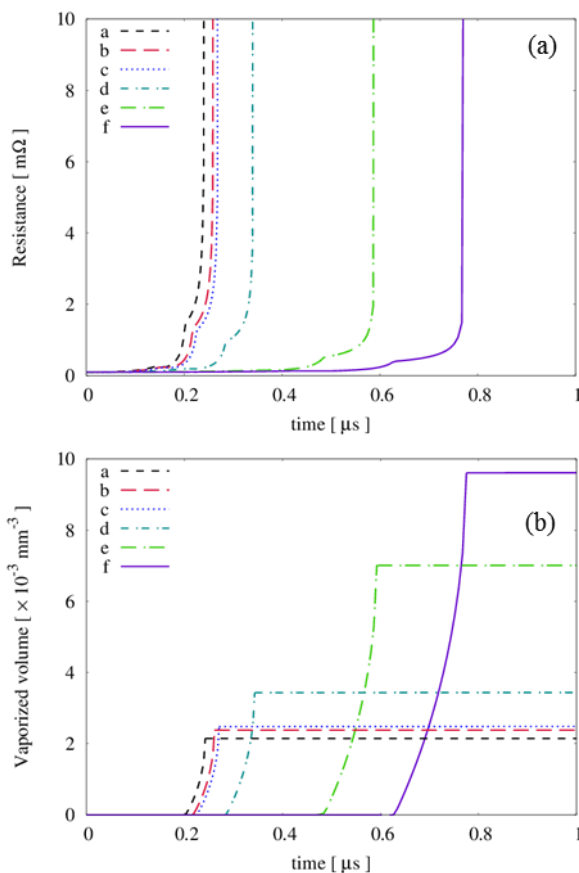 10
8
6
4
2
0
Resistance [ mΩ ]
a
b
c
d
e
f
(a)
0 0.2 0.4 0.6 0.8 1
time [ μs ]
10
8
6
4
2
0
Vaporized volume [ × 10⁻³ mm⁻³ ]
a
b
c
d
e
f
(b)
0 0.2 0.4 0.6 0.8 1
time [ μs ]